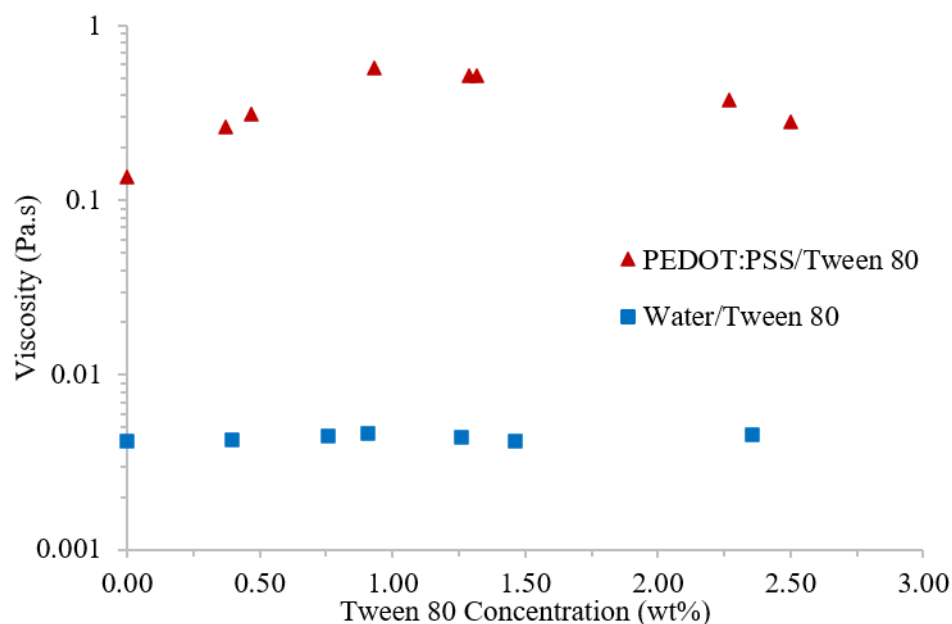 1
0.1
0.01
0.001
Viscosity (Pa.s)
PEDOT:PSS/Tween 80
Water/Tween 80
0.00 0.50 1.00 1.50 2.00 2.50 3.00
Tween 80 Concentration (wt%)